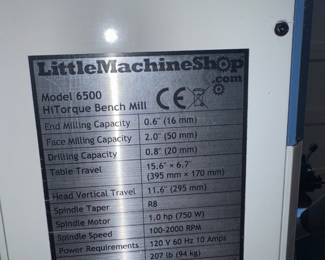 LittleMachineShop
.com
Model 6500
HiTorque Bench Mill
CE
End Milling Capacity 0.6" (16 mm)
Face Milling Capacity 2.0" (50 mm)
Drilling Capacity 0.8" (20 mm)
Table Travel 15.6" × 6.7"
(395 mm × 170 mm)
Head Vertical Travel 11.6" (295 mm)
Spindle Taper R8
Spindle Motor 1.0 hp (750 W)
Spindle Speed 100-2000 RPM
Power Requirements 120 V 60 Hz 10 Amps
207 lb (94 kg)